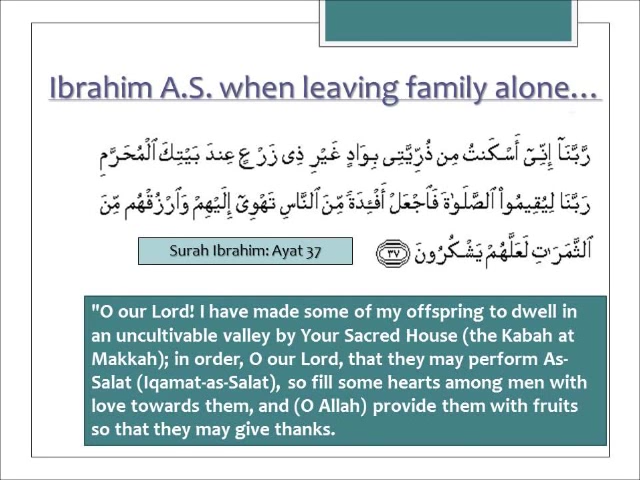 Ibrahim A.S. when leaving family alone…
رَّبَّنَآ إِنِّىٓ أَسْكَنتُ مِن ذُرِّيَّتِى بِوَادٍ غَيْرِ ذِى زَرْعٍ عِندَ بَيْتِكَ ٱلْمُحَرَّمِ
رَبَّنَا لِيُقِيمُوا۟ ٱلصَّلَوٰةَ فَٱجْعَلْ أَفْـِٔدَةً مِّنَ ٱلنَّاسِ تَهْوِىٓ إِلَيْهِمْ وَٱرْزُقْهُم مِّنَ
ٱلثَّمَرَٰتِ لَعَلَّهُمْ يَشْكُرُونَ ﴿٣٧﴾
Surah Ibrahim: Ayat 37
"O our Lord! I have made some of my offspring to dwell in
an uncultivable valley by Your Sacred House (the Kabah at
Makkah); in order, O our Lord, that they may perform As-
Salat (Iqamat-as-Salat), so fill some hearts among men with
love towards them, and (O Allah) provide them with fruits
so that they may give thanks.